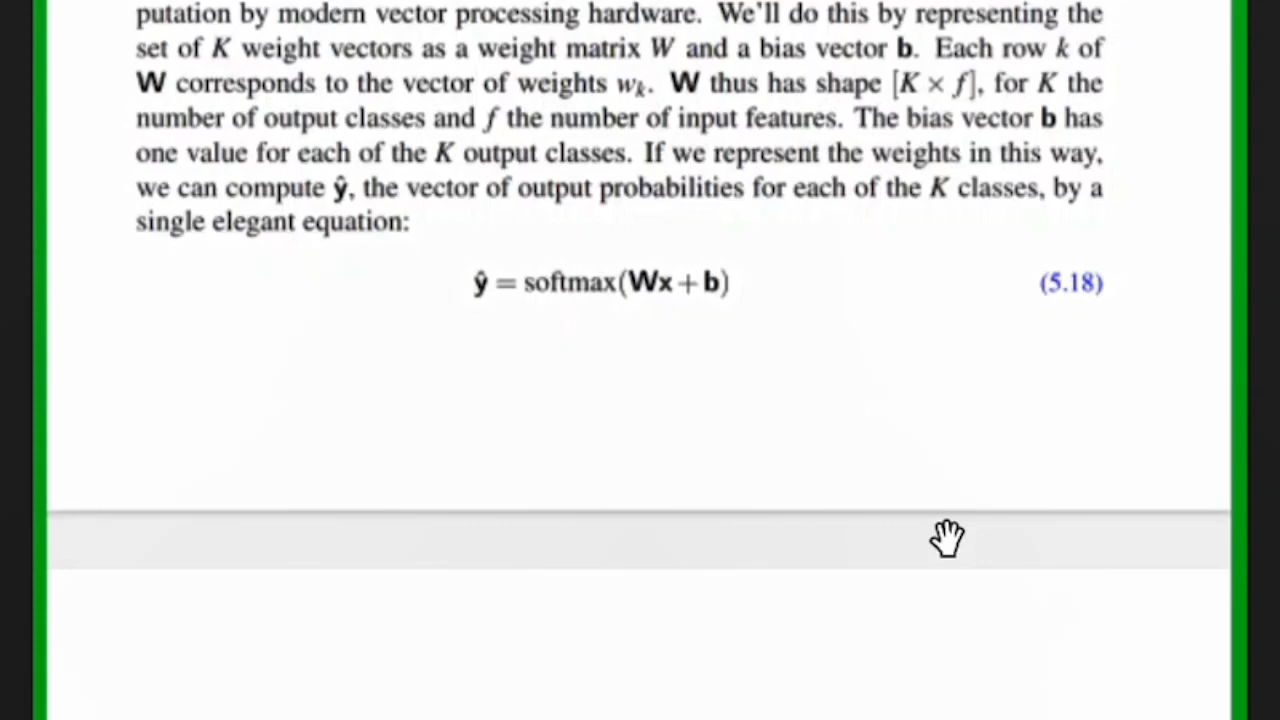 putation by modern vector processing hardware. We'll do this by representing the
set of K weight vectors as a weight matrix W and a bias vector b. Each row k of
W corresponds to the vector of weights wₖ. W thus has shape [K × f], for K the
number of output classes and f the number of input features. The bias vector b has
one value for each of the K output classes. If we represent the weights in this way,
we can compute ŷ, the vector of output probabilities for each of the K classes, by a
single elegant equation:
ŷ = softmax(Wx + b) (5.18)